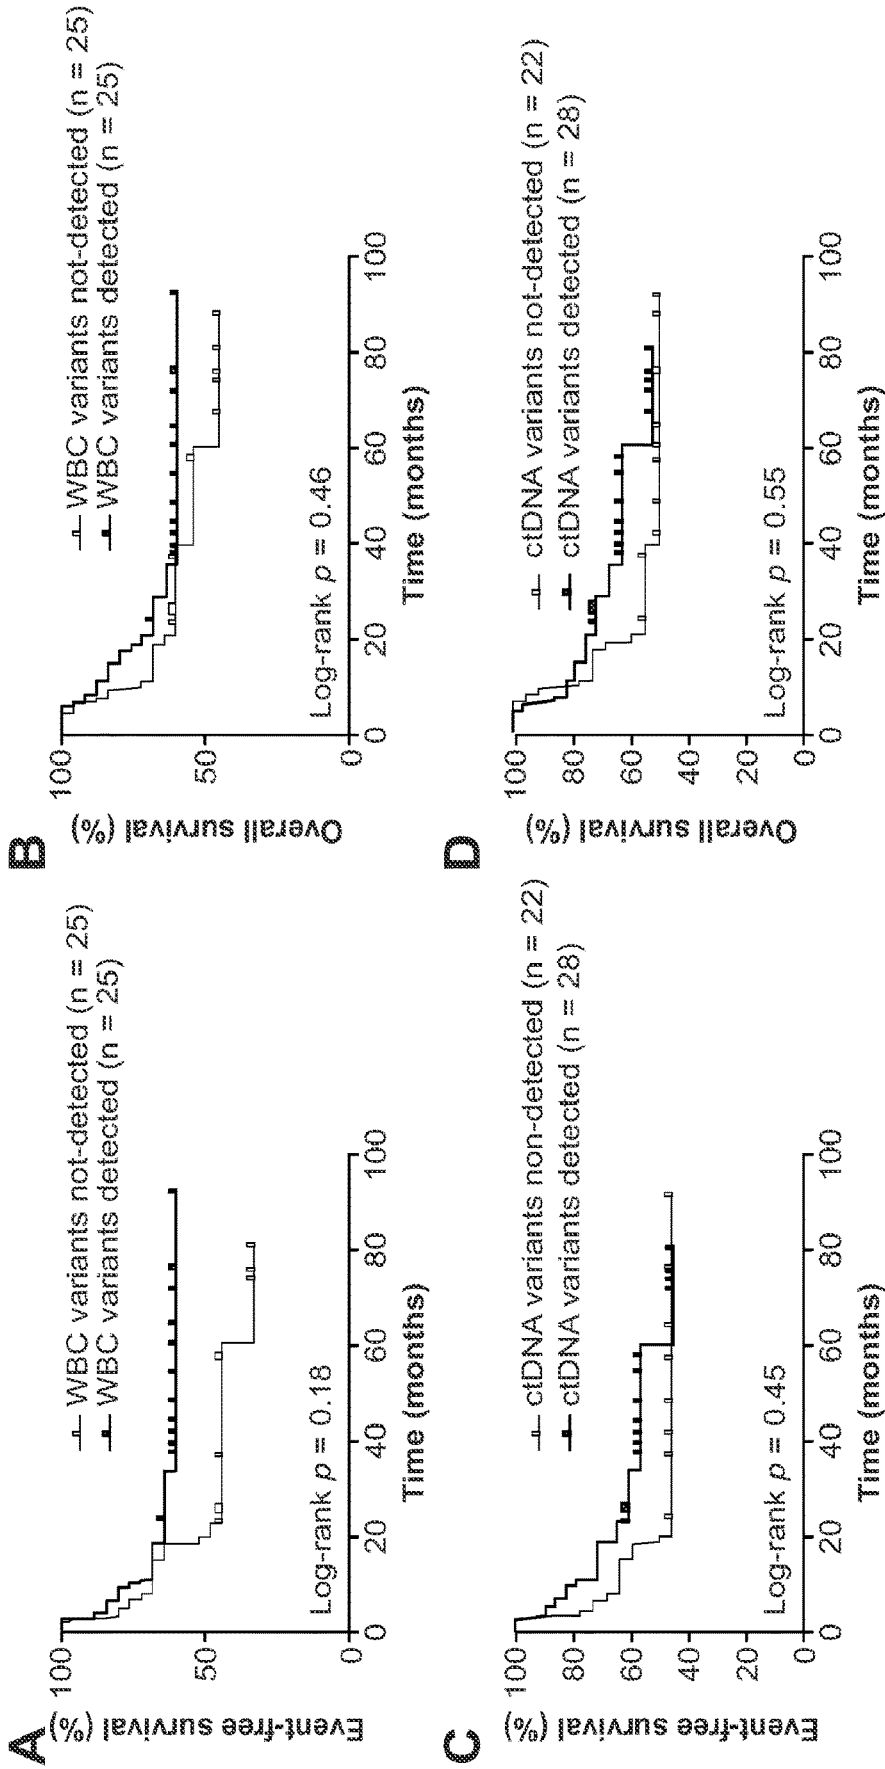 A
Event-free survival (%)
100
50
0
WBC variants not-detected (n = 25)
WBC variants detected (n = 25)
Log-rank p = 0.18
0 20 40 60 80 100
Time (months)
B
Overall survival (%)
100
50
0
WBC variants not-detected (n = 25)
WBC variants detected (n = 25)
Log-rank p = 0.46
0 20 40 60 80 100
Time (months)
C
Event-free survival (%)
100
80
60
40
20
0
ctDNA variants non-detected (n = 22)
ctDNA variants detected (n = 28)
Log-rank p = 0.45
0 20 40 60 80 100
Time (months)
D
Overall survival (%)
100
80
60
40
20
0
ctDNA variants not-detected (n = 22)
ctDNA variants detected (n = 28)
Log-rank p = 0.55
0 20 40 60 80 100
Time (months)